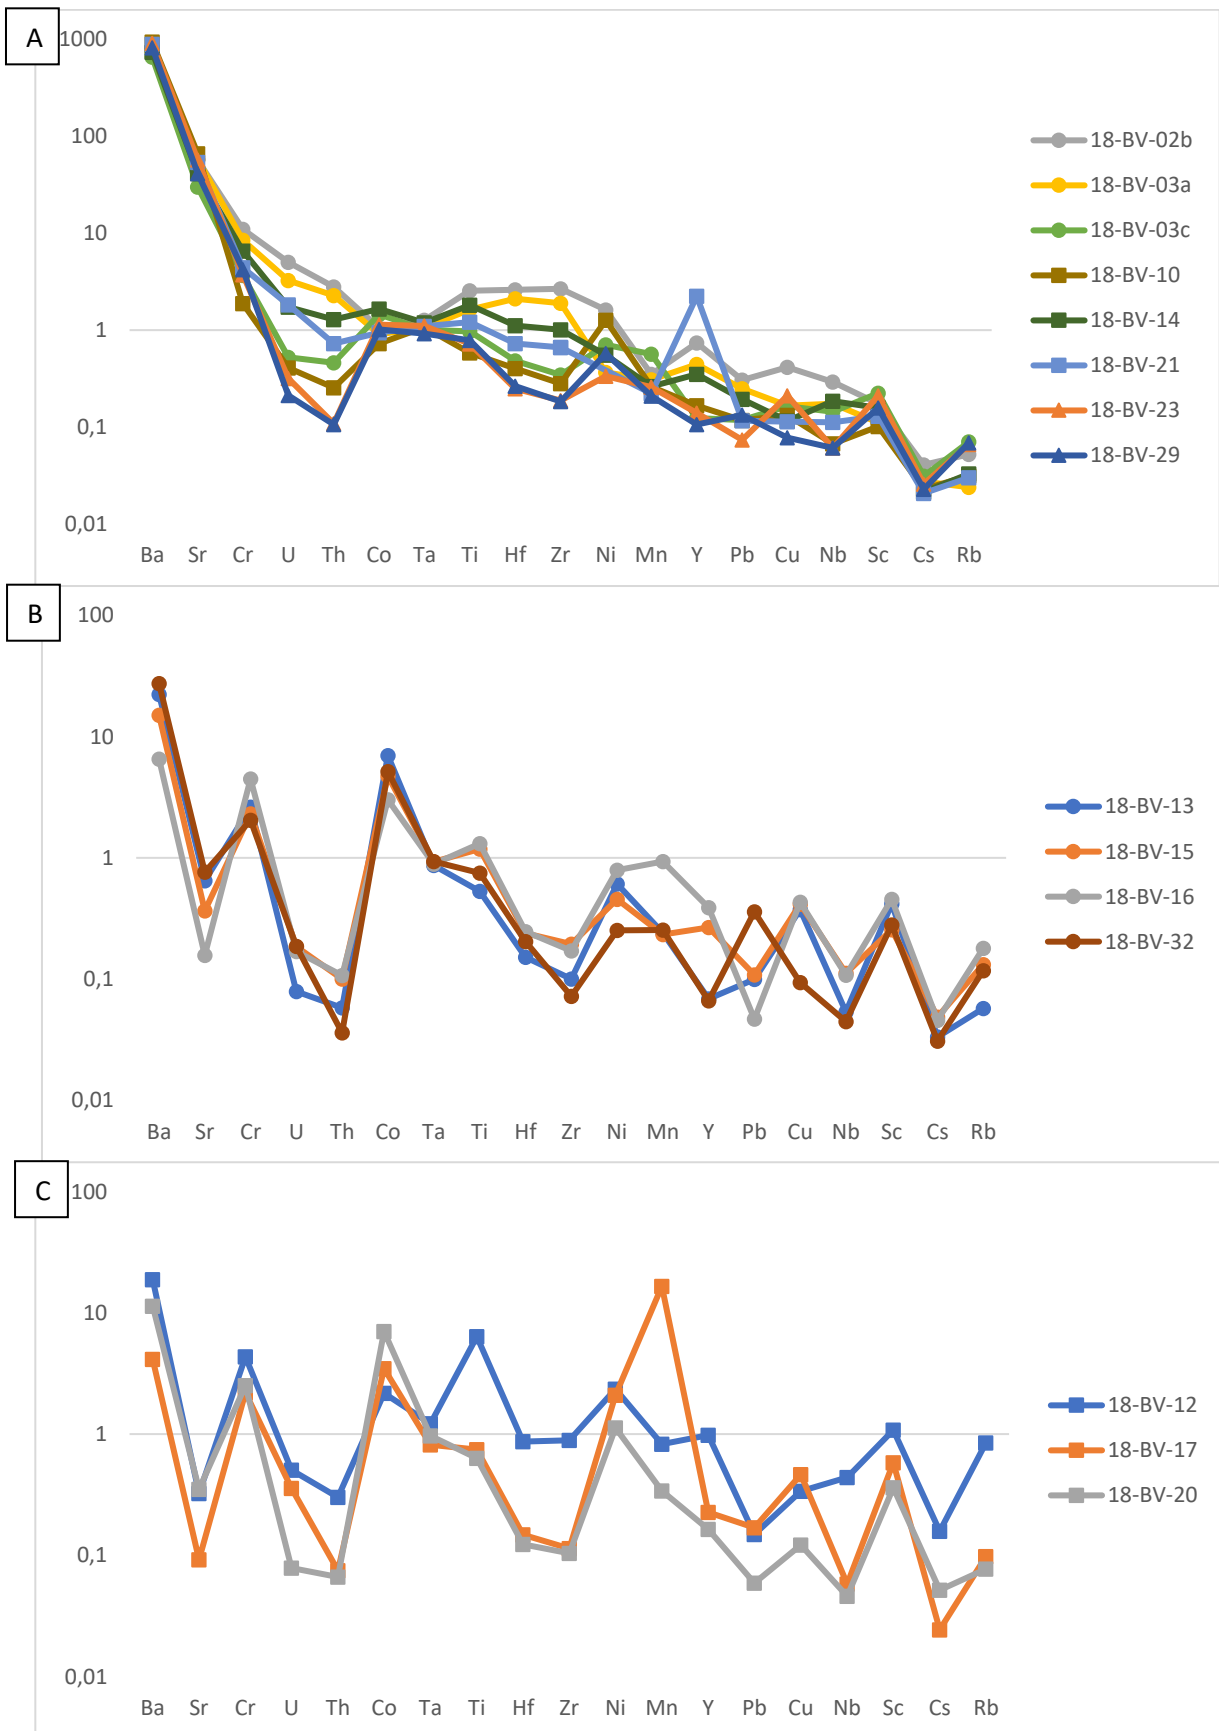 A
1000
100
10
1
0,1
0,01
Ba Sr Cr U Th Co Ta Ti Hf Zr Ni Mn Y Pb Cu Nb Sc Cs Rb
18-BV-02b
18-BV-03a
18-BV-03c
18-BV-10
18-BV-14
18-BV-21
18-BV-23
18-BV-29
B
100
10
1
0,1
0,01
Ba Sr Cr U Th Co Ta Ti Hf Zr Ni Mn Y Pb Cu Nb Sc Cs Rb
18-BV-13
18-BV-15
18-BV-16
18-BV-32
C
100
10
1
0,1
0,01
Ba Sr Cr U Th Co Ta Ti Hf Zr Ni Mn Y Pb Cu Nb Sc Cs Rb
18-BV-12
18-BV-17
18-BV-20